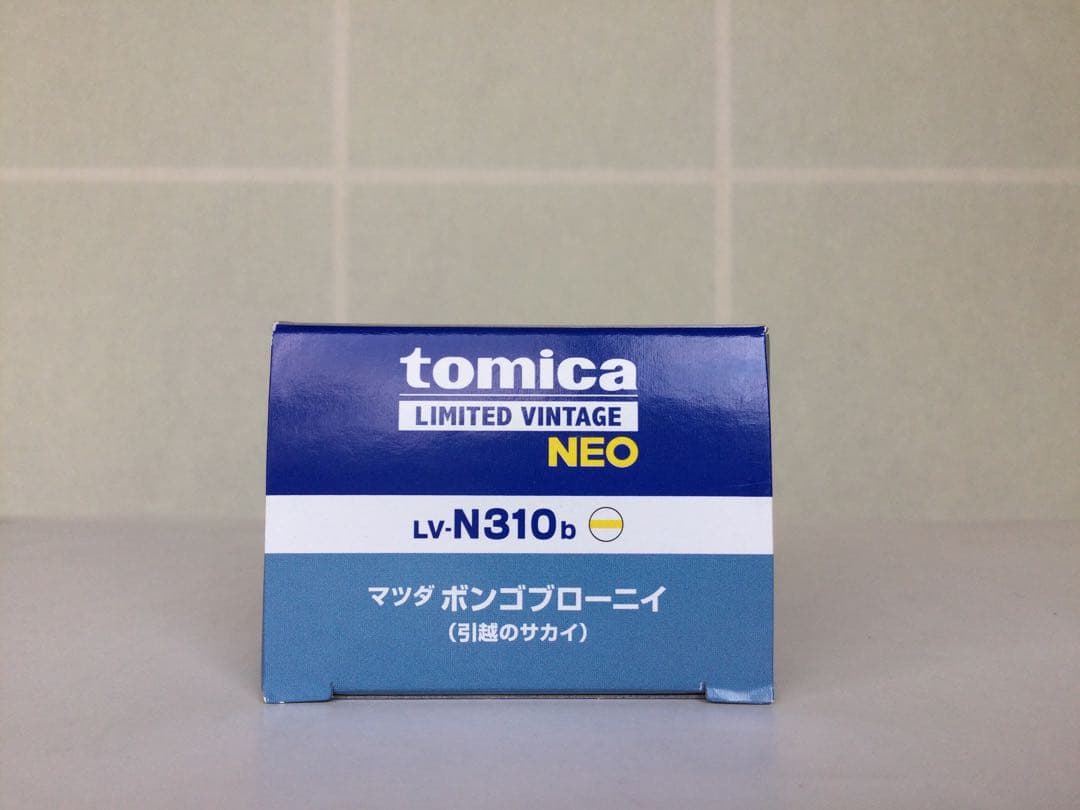 tomica
LIMITED VINTAGE
NEO
LV-N310b
マツダ ボンゴブローニイ
(引越のサカイ)